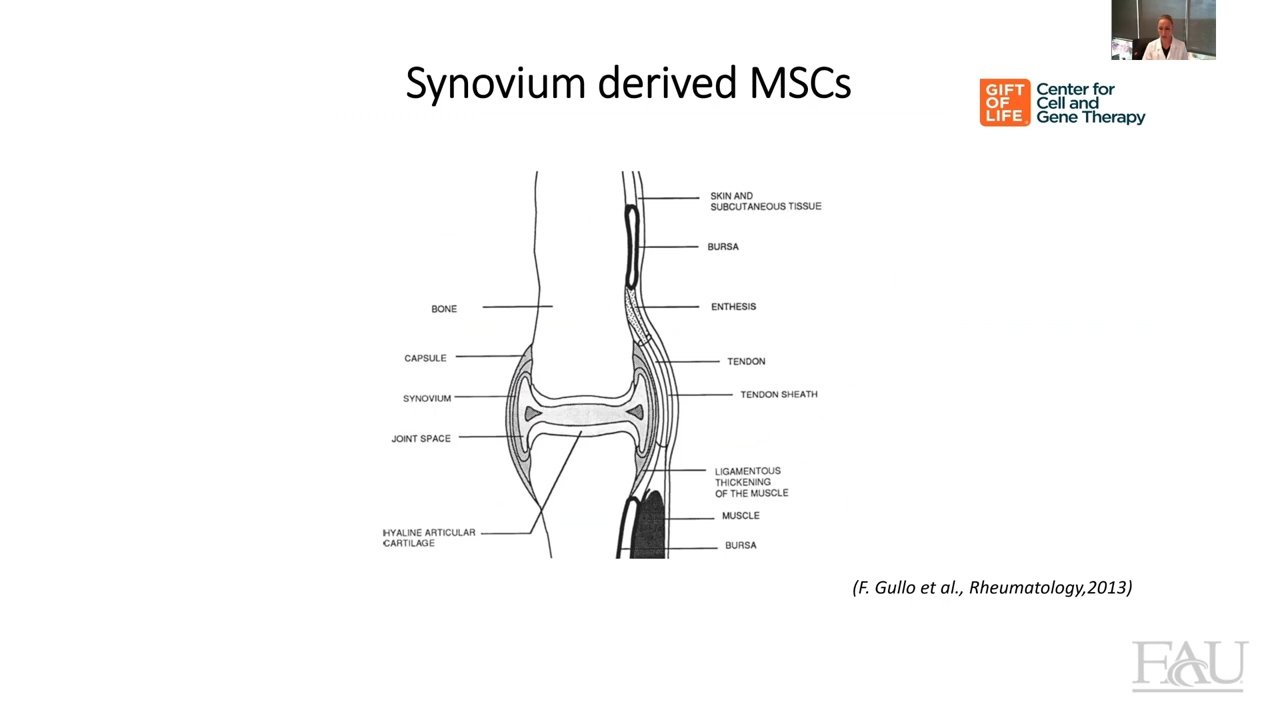 Synovium derived MSCs
GIFT
OF
LIFE
Center for
Cell and
Gene Therapy
SKIN AND
SUBCUTANEOUS TISSUE
BURSA
BONE
ENTHESIS
CAPSULE
TENDON
SYNOVIUM
TENDON SHEATH
JOINT SPACE
LIGAMENTOUS
THICKENING
OF THE MUSCLE
MUSCLE
HYALINE ARTICULAR
CARTILAGE
BURSA
(F. Gullo et al., Rheumatology,2013)
FAU